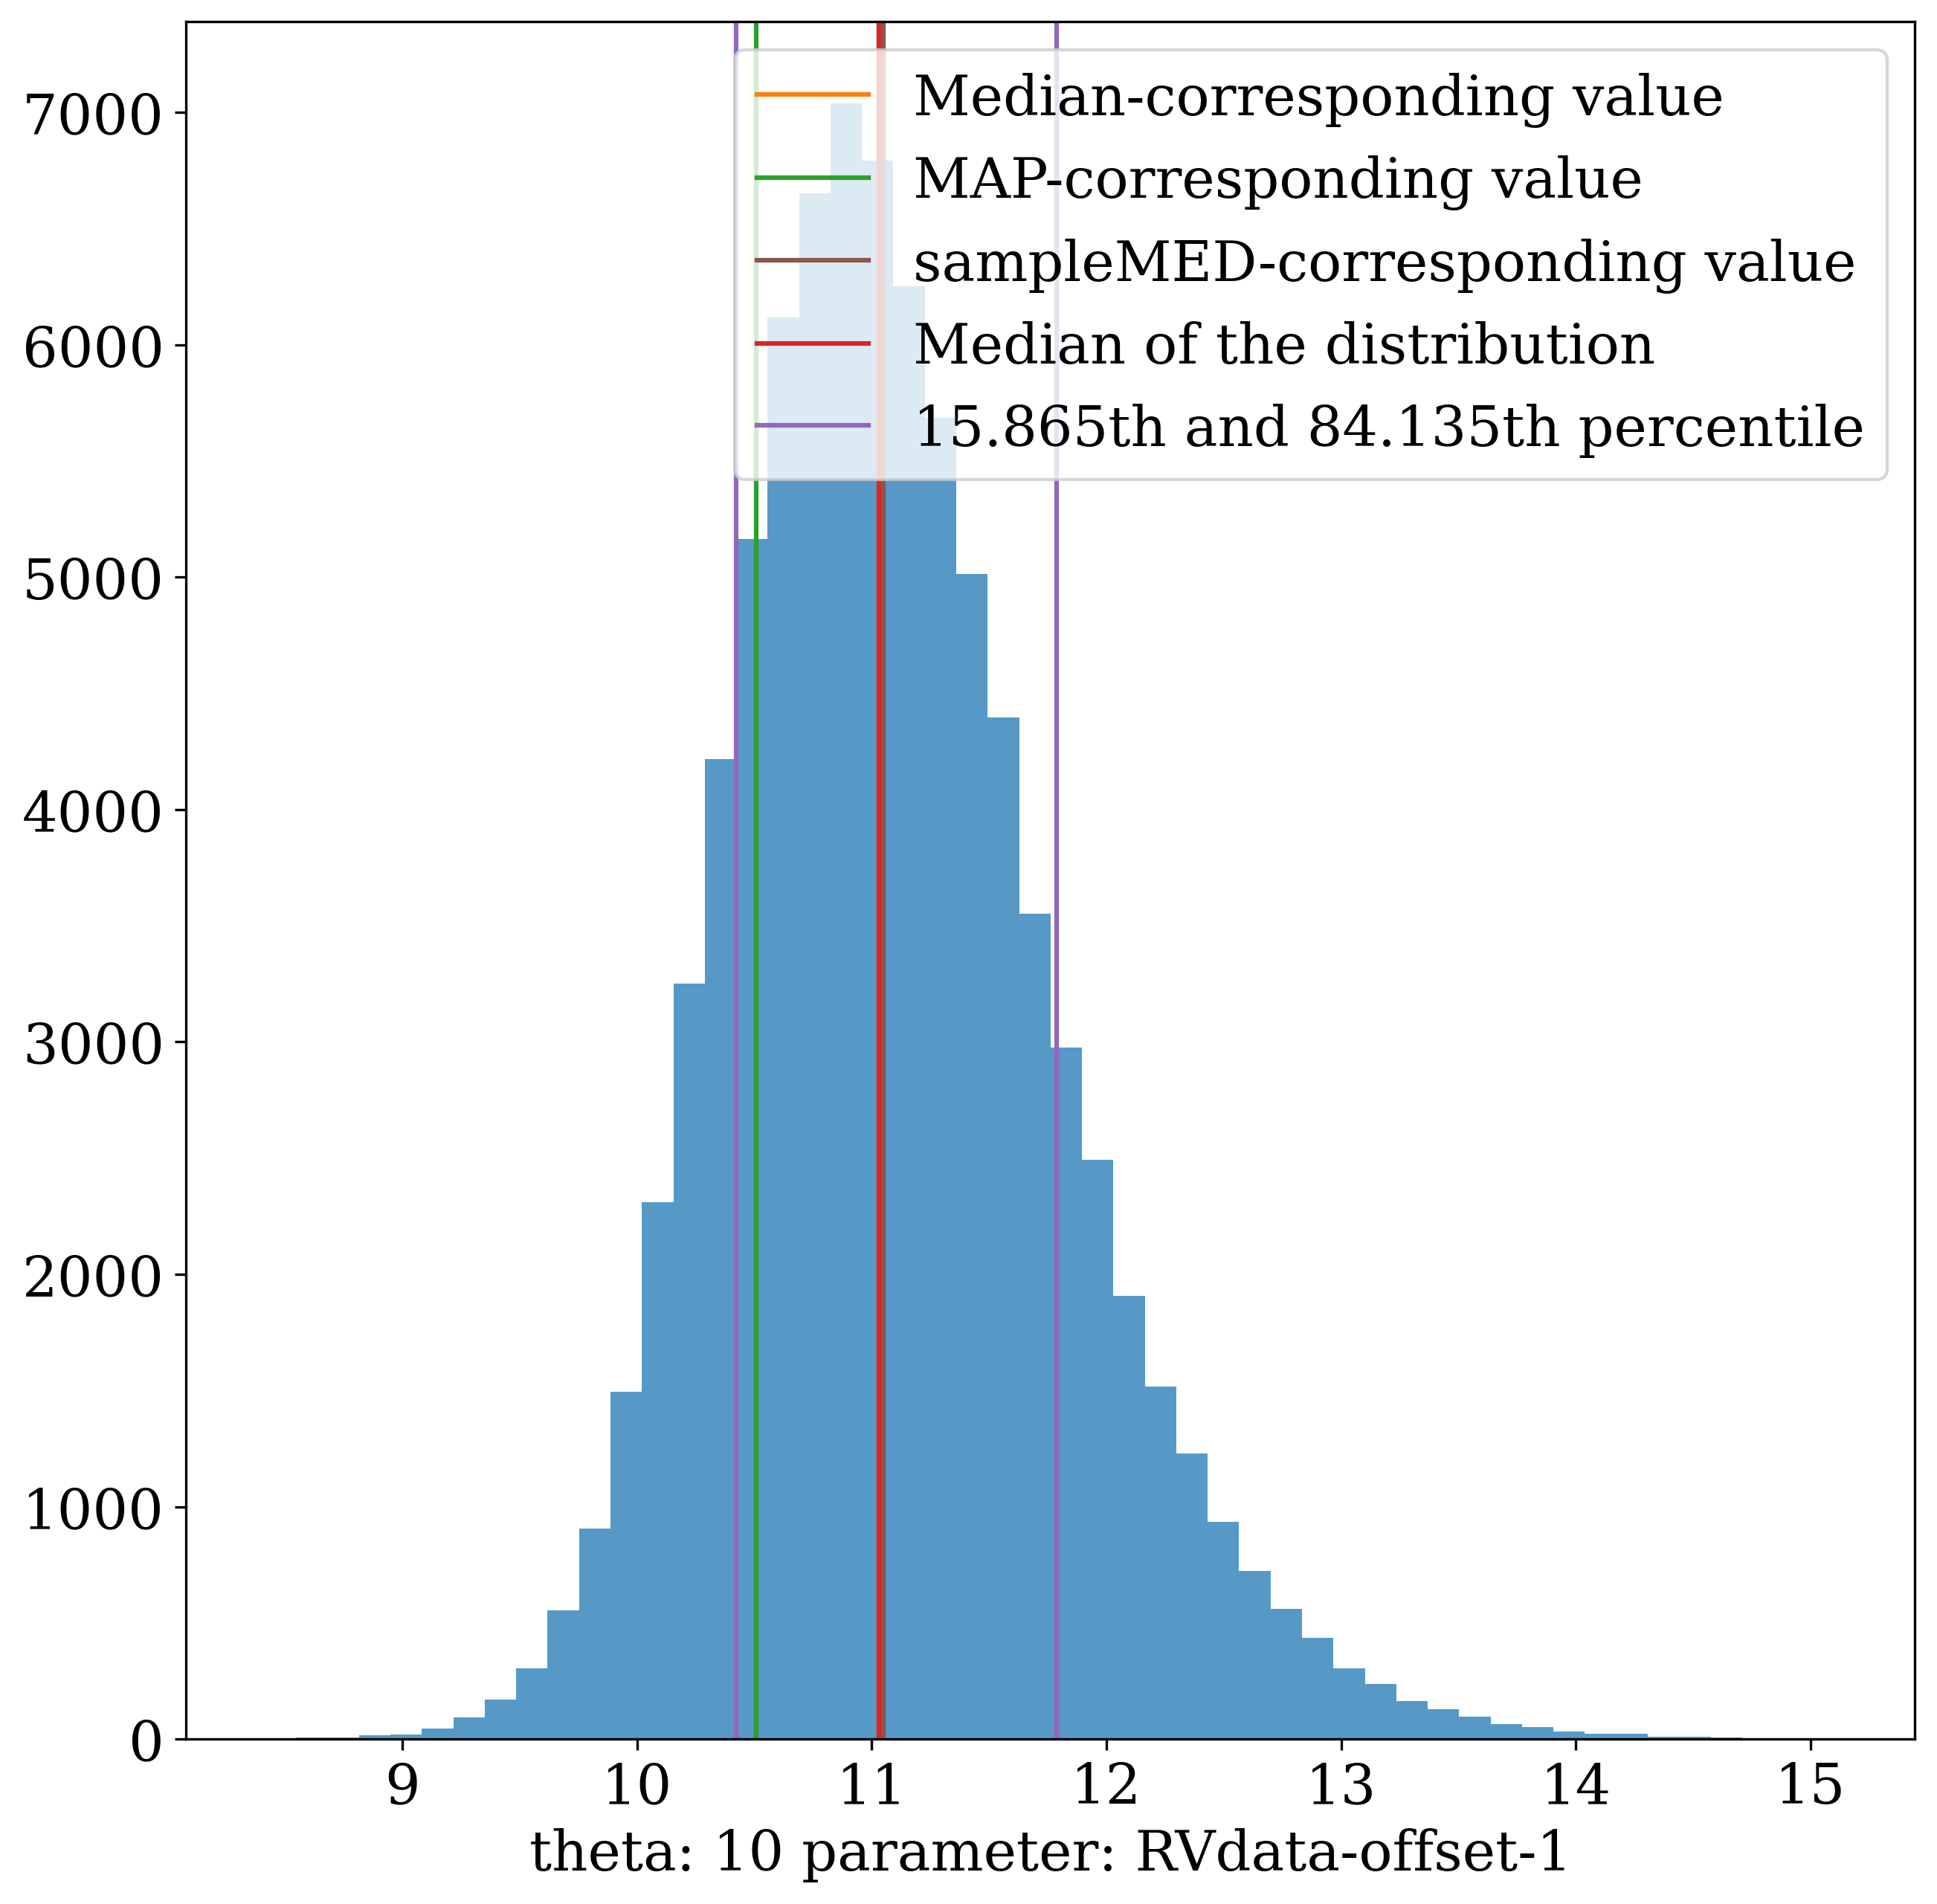 7000
6000
5000
4000
3000
2000
1000
0
Median-corresponding value
MAP-corresponding value
sampleMED-corresponding value
Median of the distribution
15.865th and 84.135th percentile
9 10 11 12 13 14 15
theta: 10 parameter: RVdata-offset-1